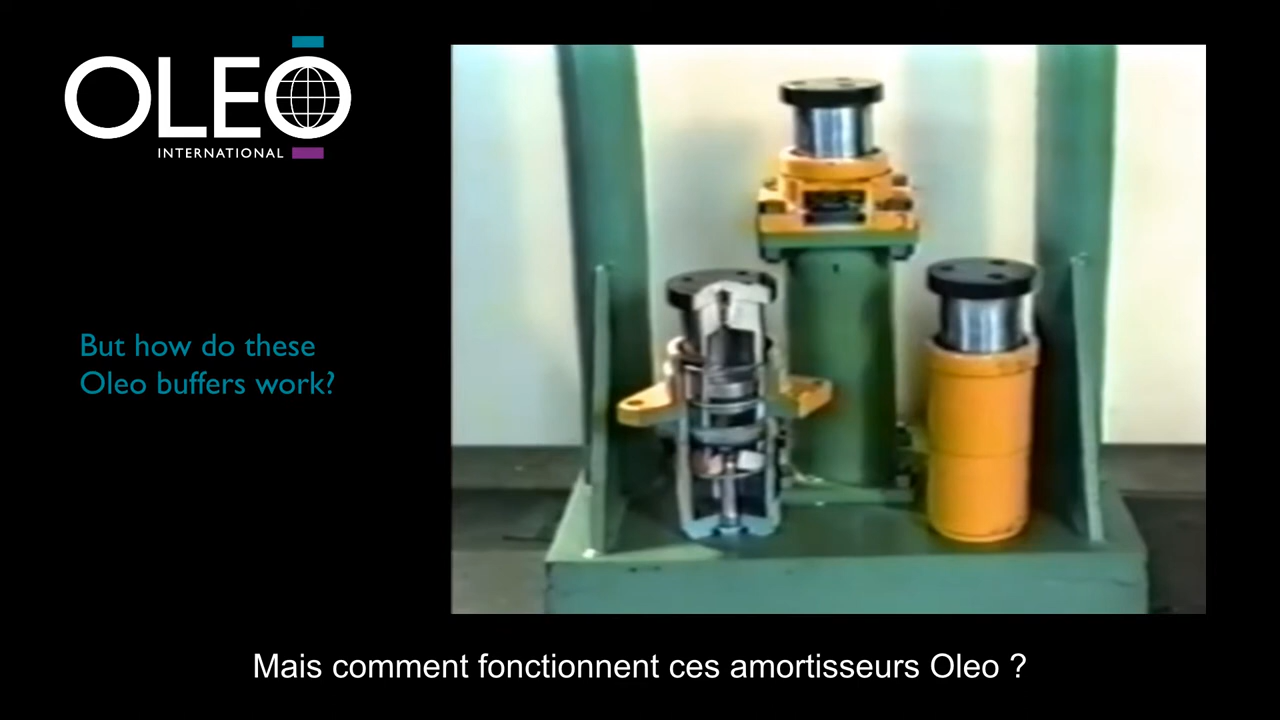 OLEO
INTERNATIONAL
But how do these
Oleo buffers work?
Mais comment fonctionnent ces amortisseurs Oleo ?